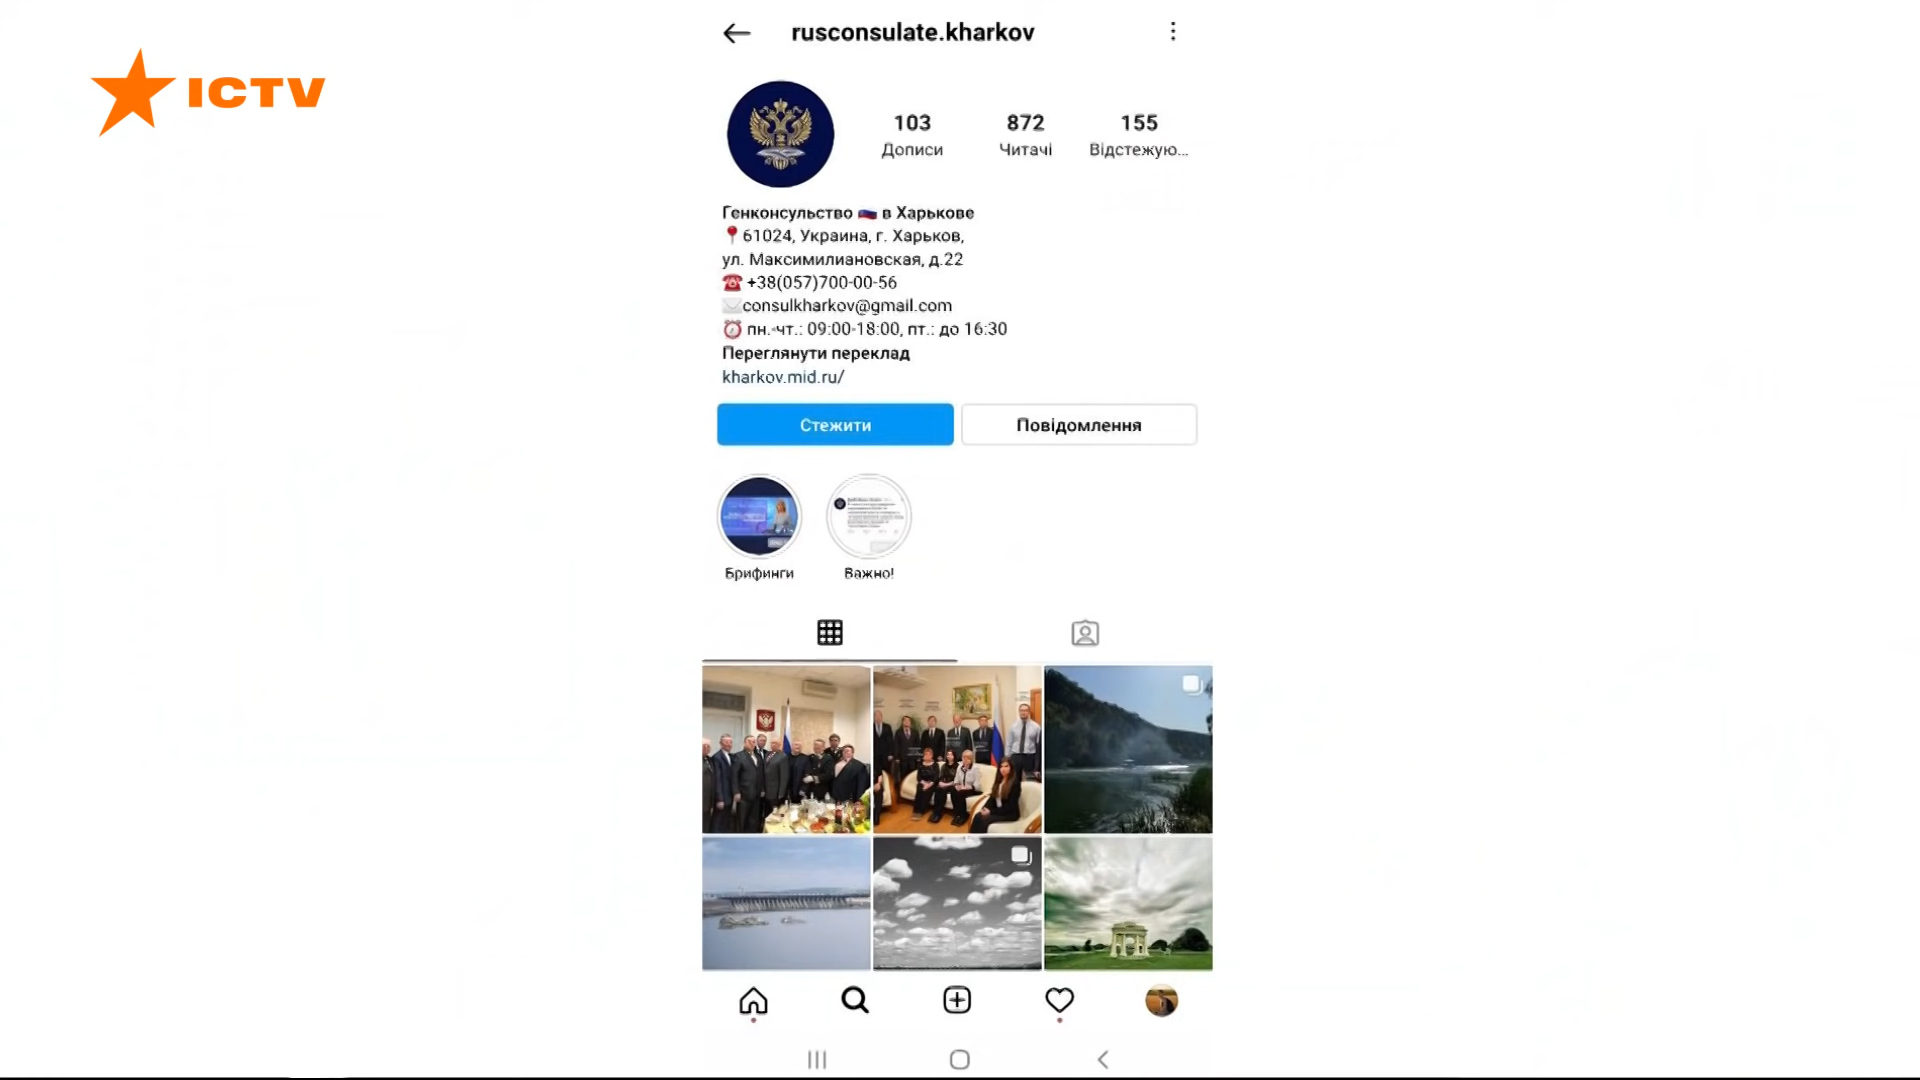 ICTV
rusconsulate.kharkov
103
872
155
Дописи
Читачі
Відстежую...
Генконсульство 🇷🇺 в Харькове
📍61024, Украина, г. Харьков,
ул. Максимилиановская, д.22
☎️ +38(057)700-00-56
✉️consulkharkov@gmail.com
⏰ пн.-чт.: 09:00-18:00, пт.: до 16:30
Переглянути переклад
kharkov.mid.ru/
Стежити
Повідомлення
Брифинги
Важно!